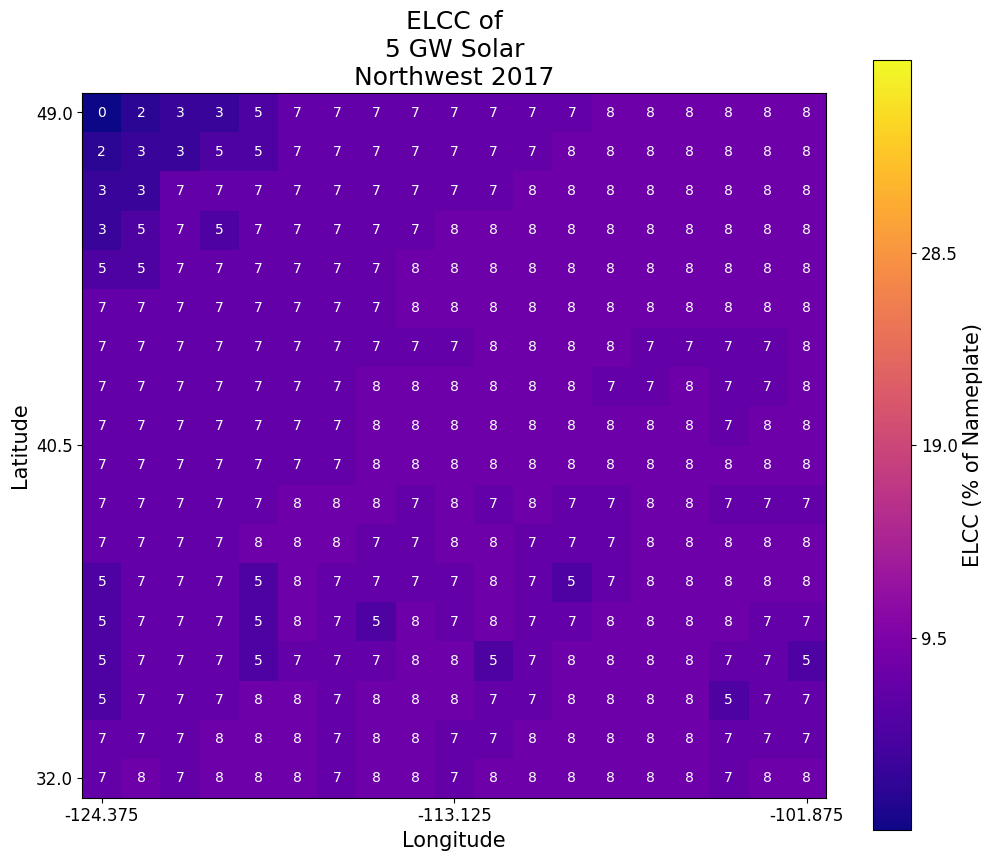 ELCC of
5 GW Solar
Northwest 2017
49.0
40.5
32.0
Latitude
0 2 3 3 5 7 7 7 7 7 7 7 7 8 8 8 8 8 8
2 3 3 5 5 7 7 7 7 7 7 7 8 8 8 8 8 8 8
3 3 7 7 7 7 7 7 7 7 7 8 8 8 8 8 8 8 8
3 5 7 5 7 7 7 7 7 8 8 8 8 8 8 8 8 8 8
5 5 7 7 7 7 7 7 8 8 8 8 8 8 8 8 8 8 8
7 7 7 7 7 7 7 7 8 8 8 8 8 8 8 8 8 8 8
7 7 7 7 7 7 7 7 7 7 8 8 8 8 7 7 7 7 8
7 7 7 7 7 7 7 8 8 8 8 8 8 7 7 8 7 7 8
7 7 7 7 7 7 7 8 8 8 8 8 8 8 8 8 7 8 8
7 7 7 7 7 7 7 8 8 8 8 8 8 8 8 8 8 8 8
7 7 7 7 7 8 8 8 7 8 7 8 7 7 8 8 7 7 7
7 7 7 7 8 8 8 7 7 8 8 7 7 7 8 8 8 8 8
5 7 7 7 5 8 7 7 7 7 8 7 5 7 8 8 8 8 8
5 7 7 7 5 8 7 5 8 7 8 7 7 8 8 8 8 7 7
5 7 7 7 5 7 7 7 8 8 5 7 8 8 8 8 7 7 5
5 7 7 7 8 8 7 8 8 8 7 7 8 8 8 8 5 7 7
7 7 7 8 8 8 7 8 8 7 7 8 8 8 8 8 7 7 7
7 8 7 8 8 8 7 8 8 7 8 8 8 8 8 8 7 8 8
-124.375
-113.125
-101.875
Longitude
28.5
19.0
9.5
ELCC (% of Nameplate)